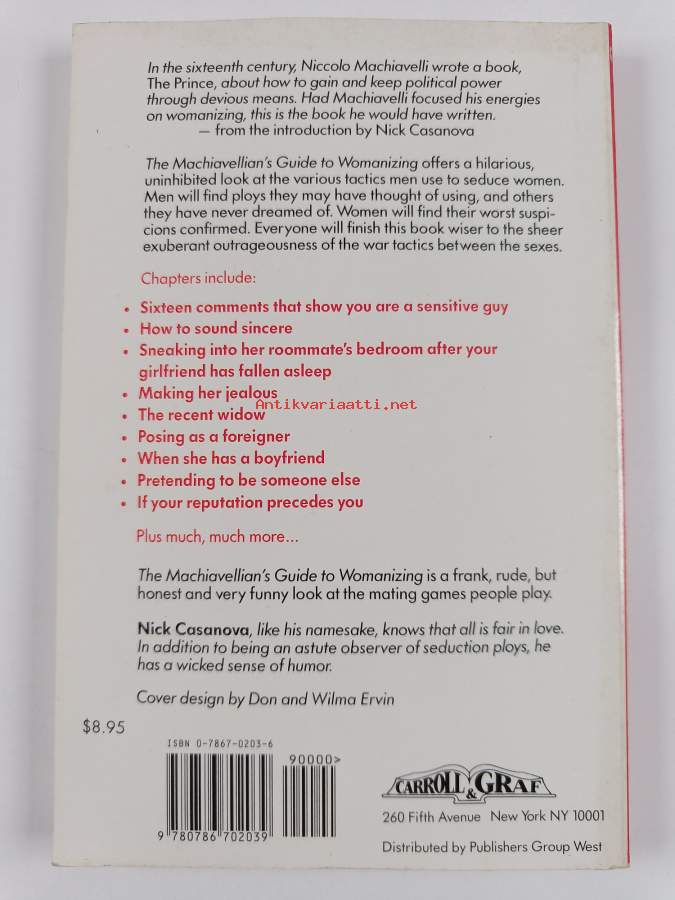 In the sixteenth century, Niccolo Machiavelli wrote a book,
The Prince, about how to gain and keep political power
through devious means. Had Machiavelli focused his energies
on womanizing, this is the book he would have written.
— from the introduction by Nick Casanova
The Machiavellian's Guide to Womanizing offers a hilarious,
uninhibited look at the various tactics men use to seduce women.
Men will find ploys they may have thought of using, and others
they have never dreamed of. Women will find their worst suspi-
cions confirmed. Everyone will finish this book wiser to the sheer
exuberant outrageousness of the war tactics between the sexes.
Chapters include:
• Sixteen comments that show you are a sensitive guy
• How to sound sincere
• Sneaking into her roommate's bedroom after your
girlfriend has fallen asleep
• Making her jealous
Antikvariaatti.net
• The recent widow
• Posing as a foreigner
• When she has a boyfriend
• Pretending to be someone else
• If your reputation precedes you
Plus much, much more...
The Machiavellian's Guide to Womanizing is a frank, rude, but
honest and very funny look at the mating games people play.
Nick Casanova, like his namesake, knows that all is fair in love.
In addition to being an astute observer of seduction ploys, he
has a wicked sense of humor.
Cover design by Don and Wilma Ervin
$8.95
ISBN 0-7867-0203-6
90000>
9 780786 702039
CARROLL & GRAF
260 Fifth Avenue New York NY 10001
Distributed by Publishers Group West